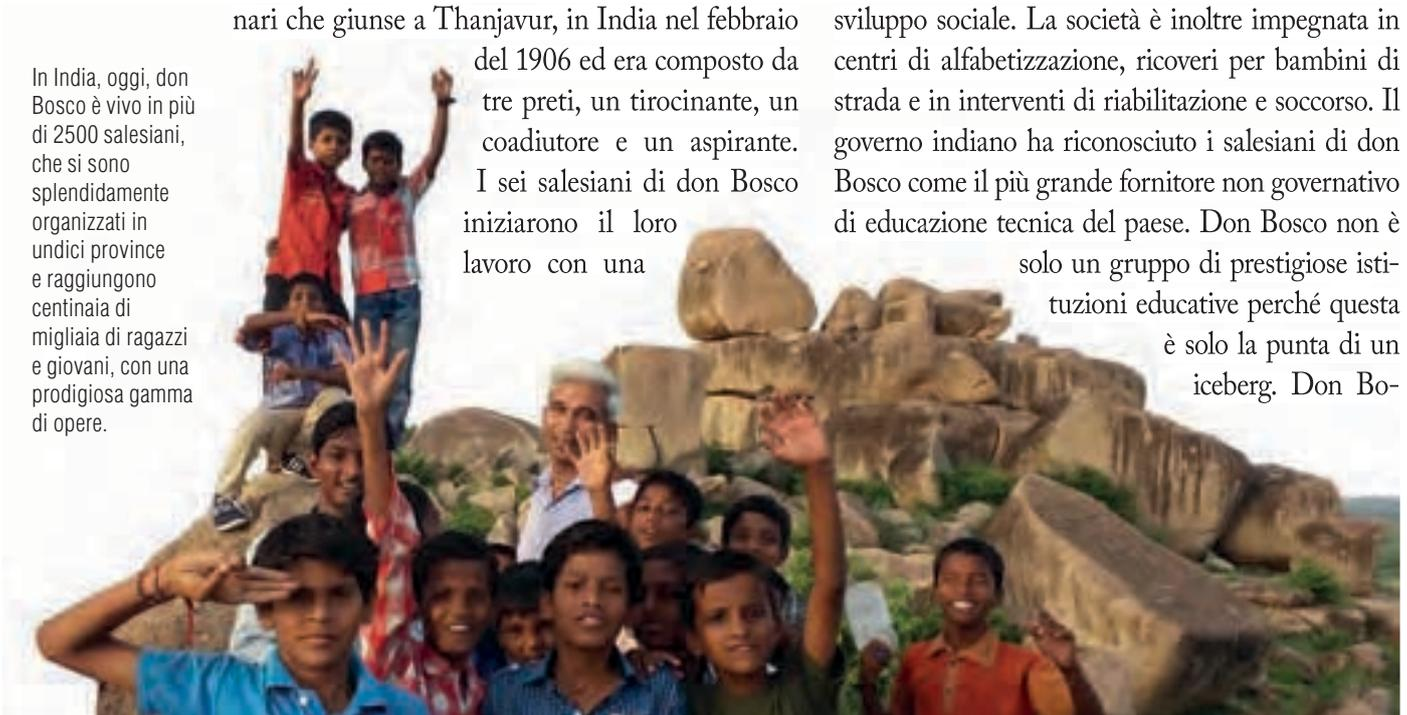 In India, oggi, don
Bosco è vivo in più
di 2500 salesiani,
che si sono
splendidamente
organizzati in
undici province
e raggiungono
centinaia di
migliaia di ragazzi
e giovani, con una
prodigiosa gamma
di opere.
nari che giunse a Thanjavur, in India nel febbraio
del 1906 ed era composto da
tre preti, un tirocinante, un
coadiutore e un aspirante.
I sei salesiani di don Bosco
iniziarono il loro
lavoro con una
sviluppo sociale. La società è inoltre impegnata in
centri di alfabetizzazione, ricoveri per bambini di
strada e in interventi di riabilitazione e soccorso. Il
governo indiano ha riconosciuto i salesiani di don
Bosco come il più grande fornitore non governativo
di educazione tecnica del paese. Don Bosco non è
solo un gruppo di prestigiose isti-
tuzioni educative perché questa
è solo la punta di un
iceberg. Don Bo-